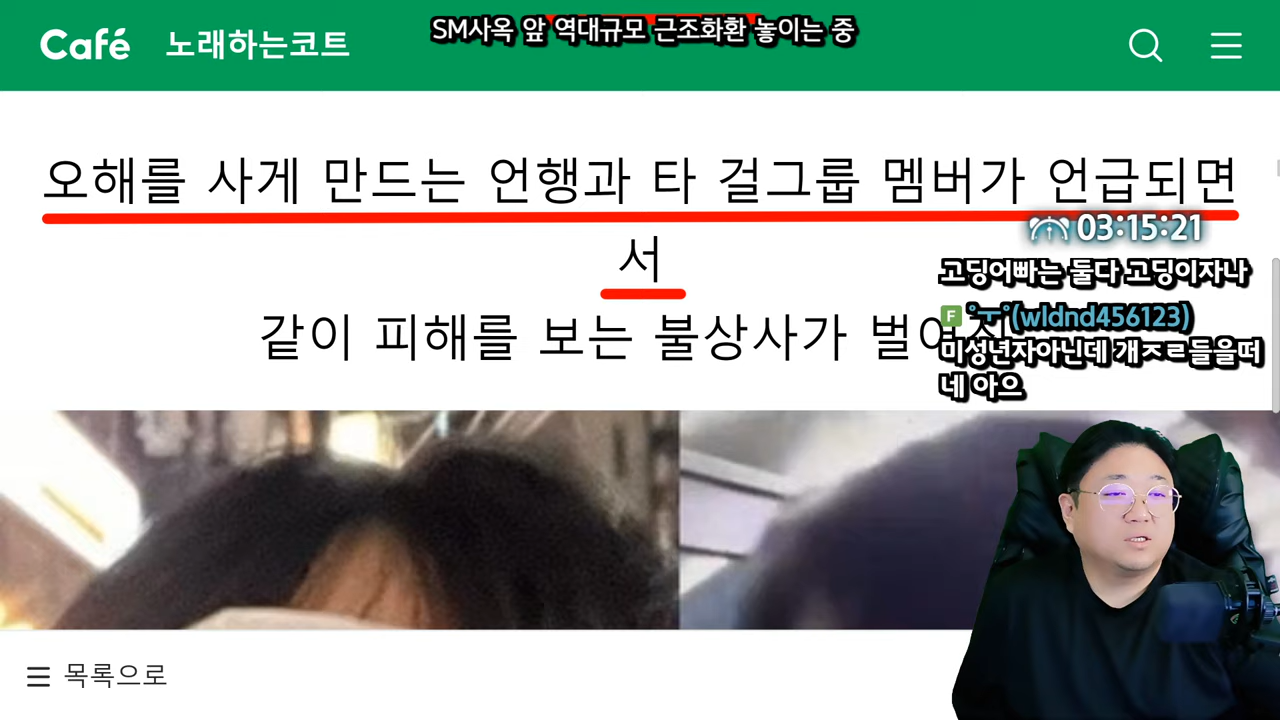 SM사옥 앞 역대규모 근조화환 놓이는 중
Café 노래하는코트
오해를 사게 만드는 언행과 타 걸그룹 멤버가 언급되면
서
같이 피해를 보는 불상사가
03:15:21
고딩어빠는 둘다 고딩이자나
F °ㅜ°(wldnd456123)
미성년자아닌데 개ㅈㄹ들을떠
네 아으
목록으로